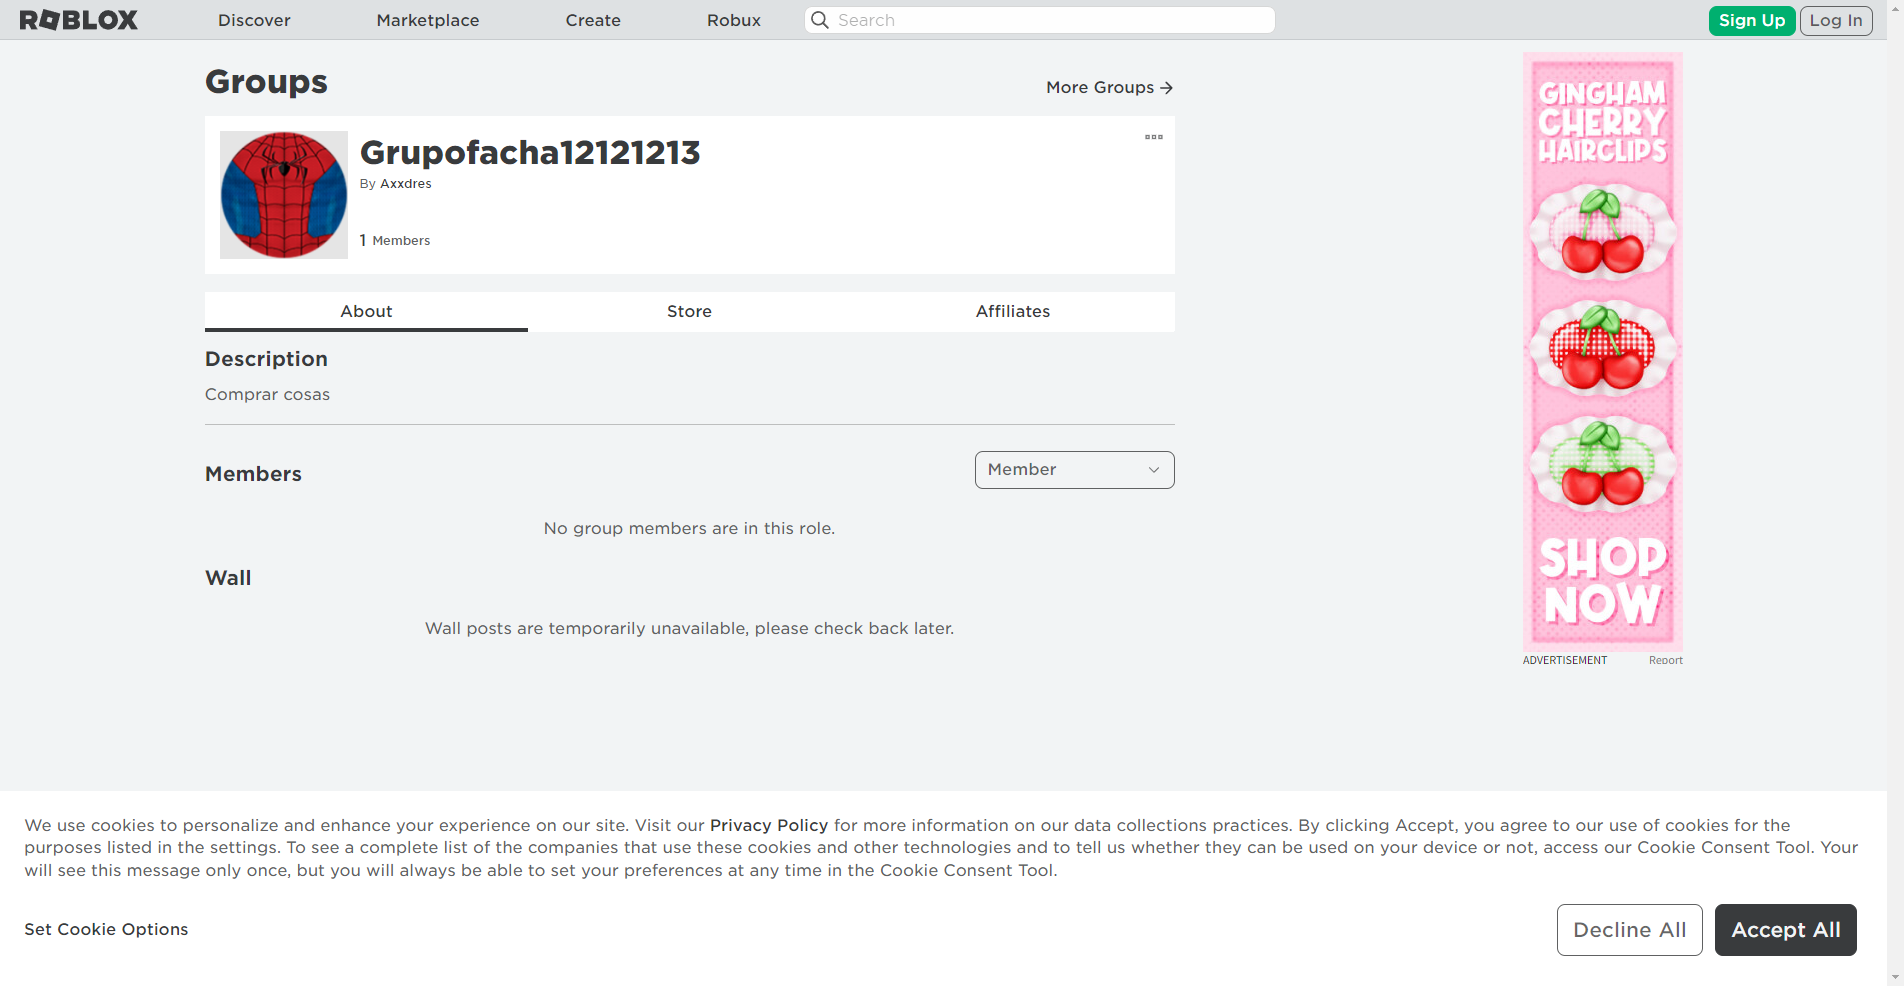 ROBLOX
Discover
Marketplace
Create
Robux
Search
Sign Up
Log In
Groups
More Groups
Grupofacha12121213
By Axxdres
1 Members
About
Store
Affiliates
Description
Comprar cosas
Members
Member
No group members are in this role.
Wall
Wall posts are temporarily unavailable, please check back later.
GINGHAM
CHERRY
HAIRCLIPS
SHOP
NOW
ADVERTISEMENT
Report
We use cookies to personalize and enhance your experience on our site. Visit our Privacy Policy for more information on our data collections practices. By clicking Accept, you agree to our use of cookies for the
purposes listed in the settings. To see a complete list of the companies that use these cookies and other technologies and to tell us whether they can be used on your device or not, access our Cookie Consent Tool. Your
will see this message only once, but you will always be able to set your preferences at any time in the Cookie Consent Tool.
Set Cookie Options
Decline All
Accept All